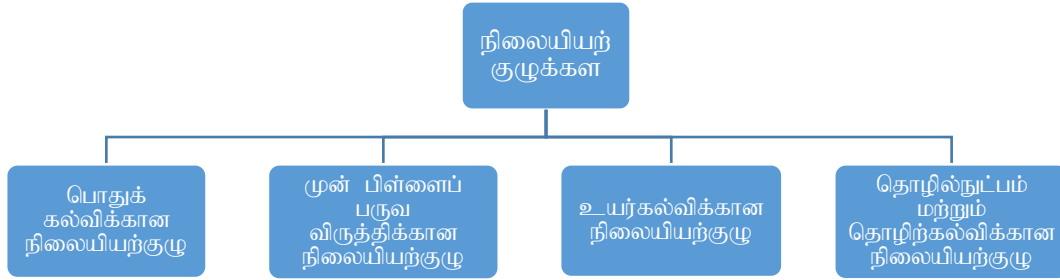 நிலையியற்
குழுக்கள
பொதுக்
கல்விக்கான
நிலையியற்குழு
முன் பிள்ளைப்
பருவ
விருத்திக்கான
நிலையியற்குழு
உயர்கல்விக்கான
நிலையியற்குழு
தொழில்நுட்பம்
மற்றும்
தொழிற்கல்விக்கான
நிலையியற்குழு